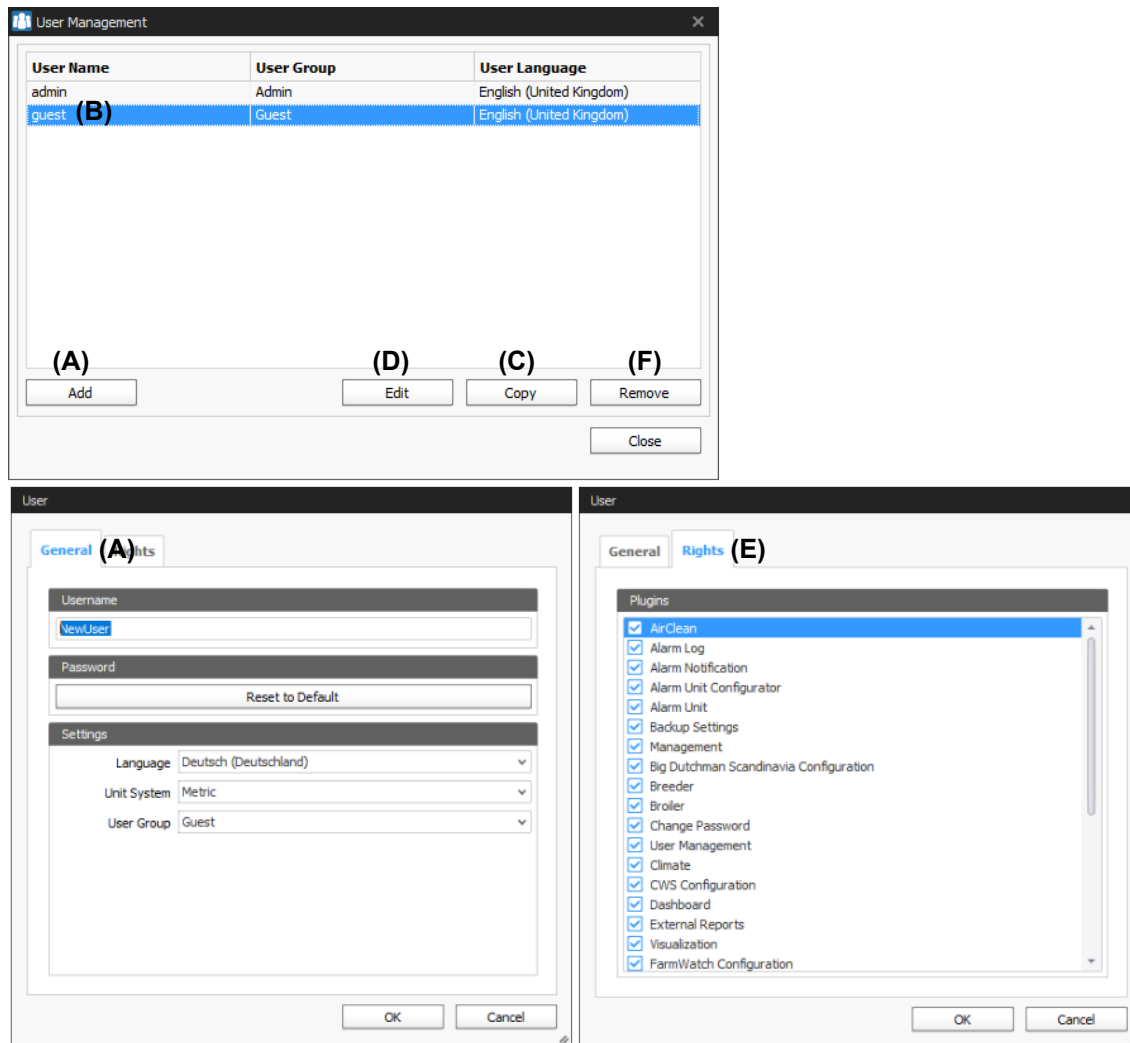 User Management
User Name User Group User Language
admin Admin English (United Kingdom)
guest (B) Guest English (United Kingdom)
(A) (D) (C) (F)
Add Edit Copy Remove
Close
User
General (A) Rights
Username
NewUser
Password
Reset to Default
Settings
Language Deutsch (Deutschland)
Unit System Metric
User Group Guest
OK Cancel
User
General Rights (E)
Plugins
AirClean
Alarm Log
Alarm Notification
Alarm Unit Configurator
Alarm Unit
Backup Settings
Management
Big Dutchman Scandinavia Configuration
Breeder
Broiler
Change Password
User Management
Climate
CWS Configuration
Dashboard
External Reports
Visualization
FarmWatch Configuration
OK Cancel